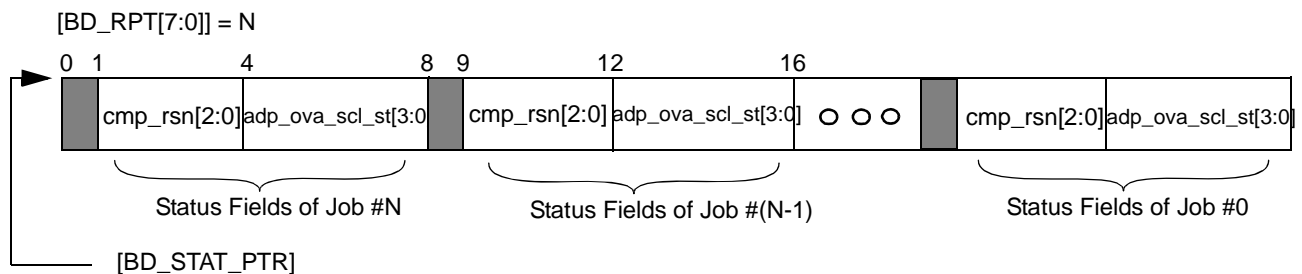 [BD_RPT[7:0]] = N
0 1 4 8 9 12 16
cmp_rsn[2:0] adp_ova_scl_st[3:0 cmp_rsn[2:0] adp_ova_scl_st[3:0] cmp_rsn[2:0] adp_ova_scl_st[3:0]
Status Fields of Job #N Status Fields of Job #(N-1) Status Fields of Job #0
[BD_STAT_PTR]